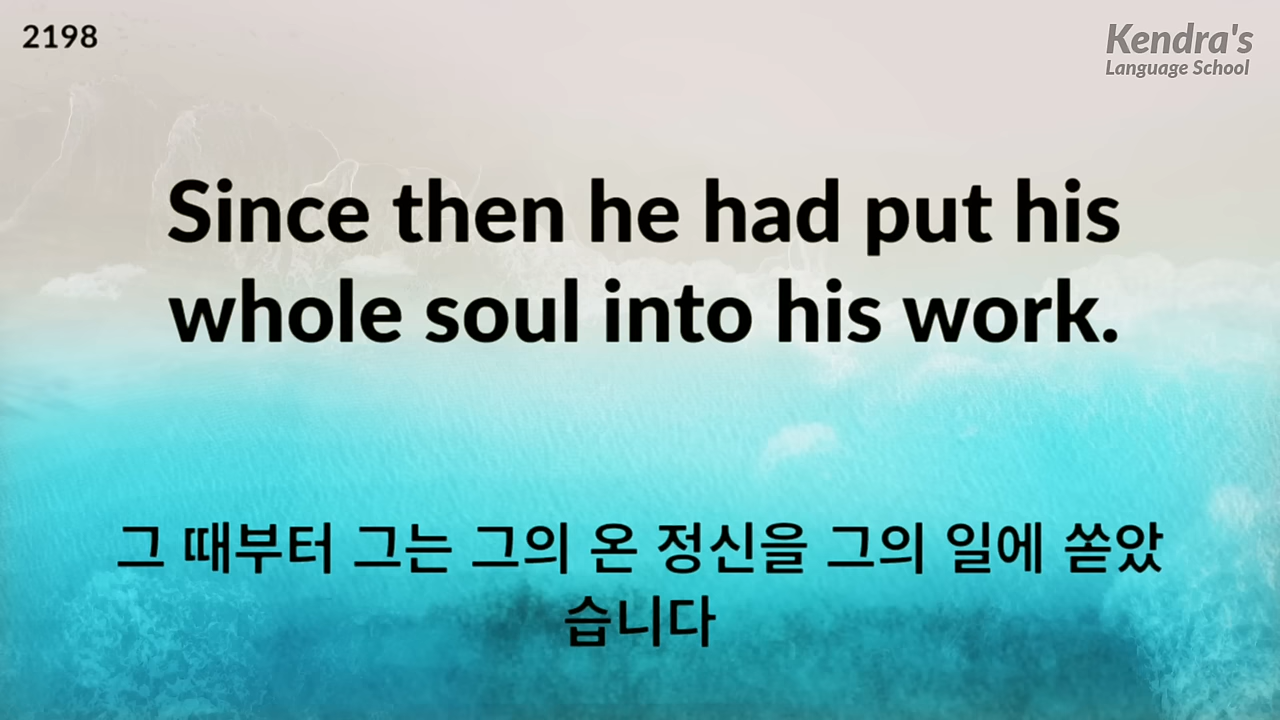 2198
Kendra's
Language School
Since then he had put his
whole soul into his work.
그 때부터 그는 그의 온 정신을 그의 일에 쏟았
습니다